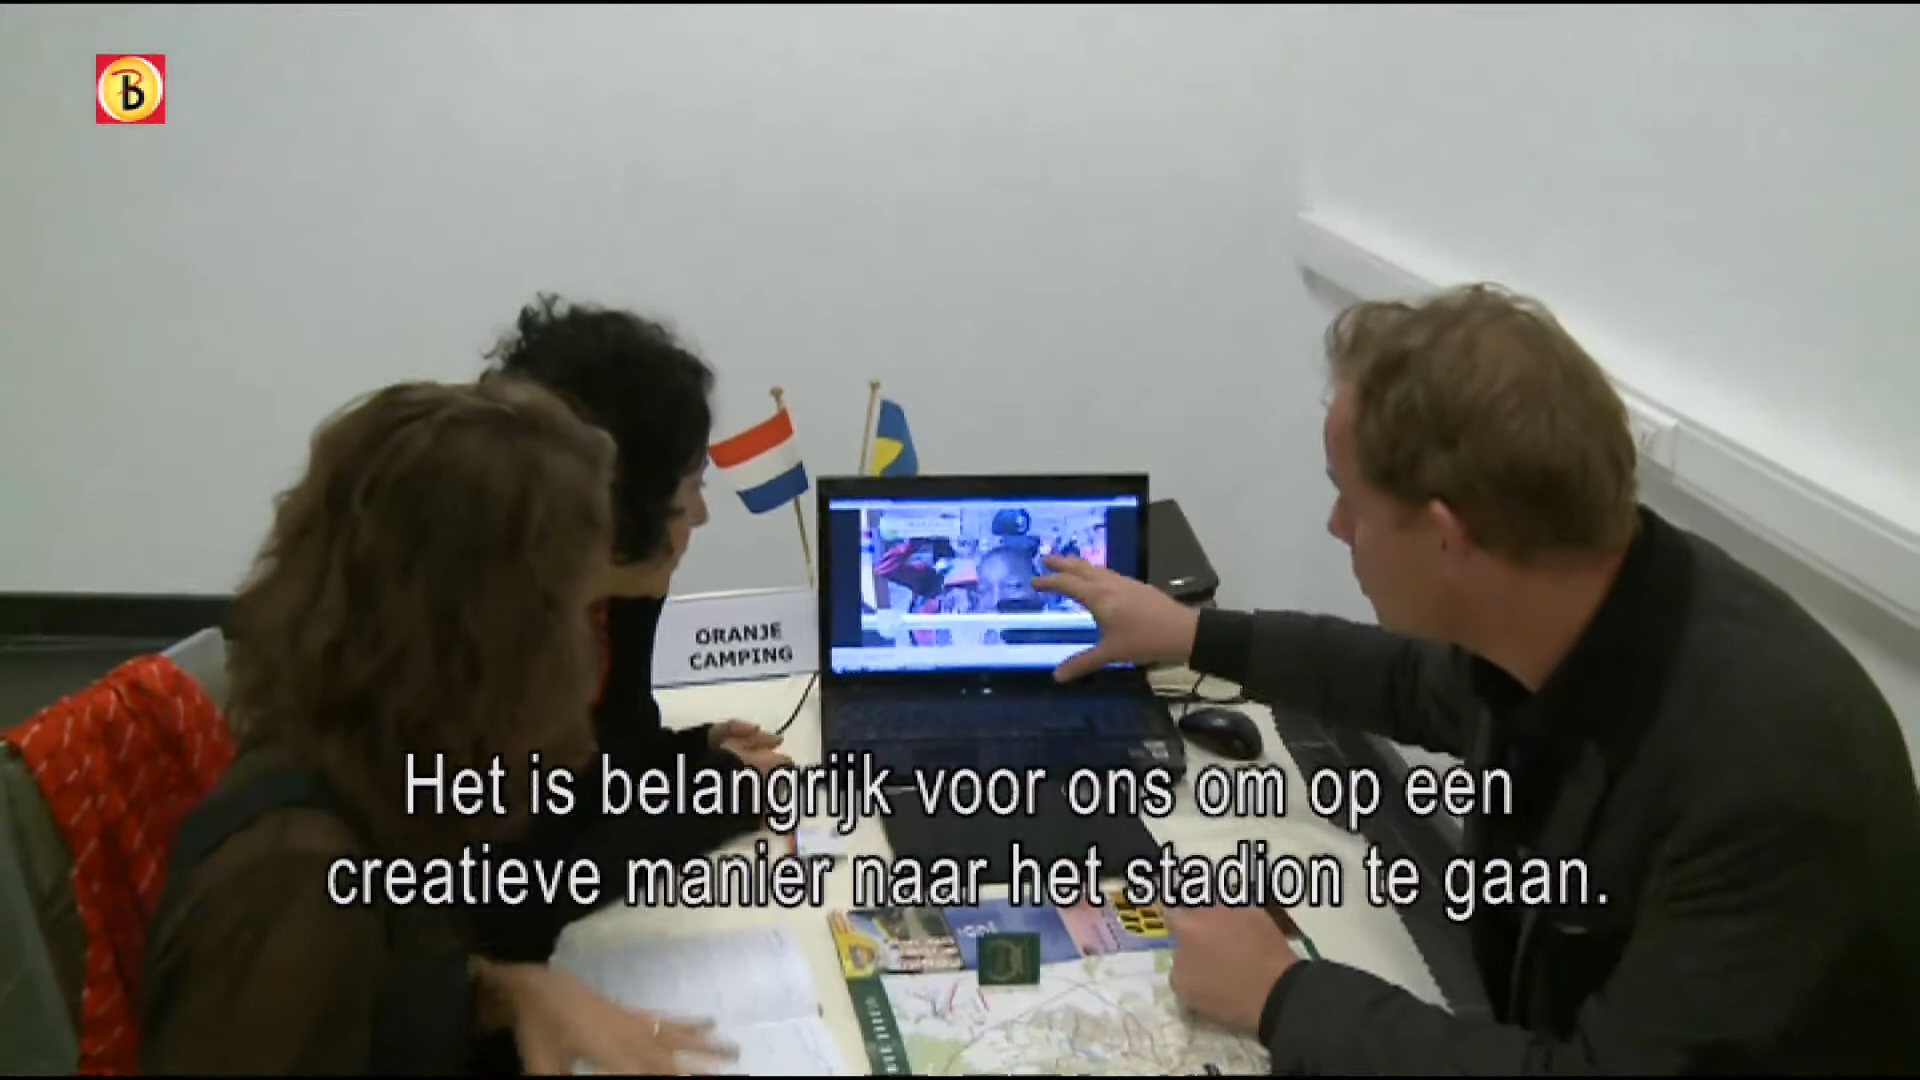 B
ORANJE
CAMPING
Het is belangrijk voor ons om op een
creatieve manier naar het stadion te gaan.